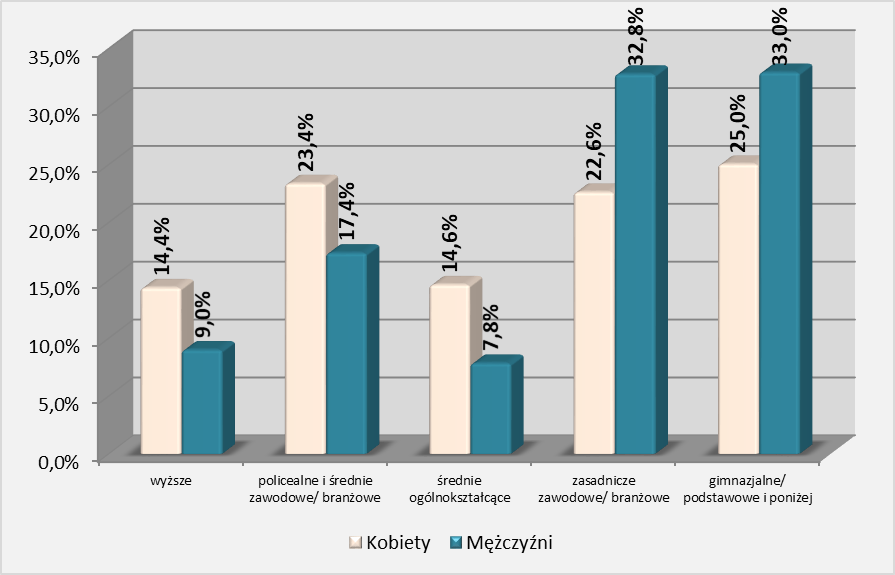 35,0%
30,0%
25,0%
20,0%
15,0%
10,0%
5,0%
0,0%
14,4%
9,0%
23,4%
17,4%
14,6%
7,8%
22,6%
32,8%
25,0%
33,0%
wyższe
policealne i średnie
zawodowe/ branżowe
średnie
ogólnokształcące
zasadnicze
zawodowe/ branżowe
gimnazjalne/
podstawowe i poniżej
Kobiety
Mężczyźni